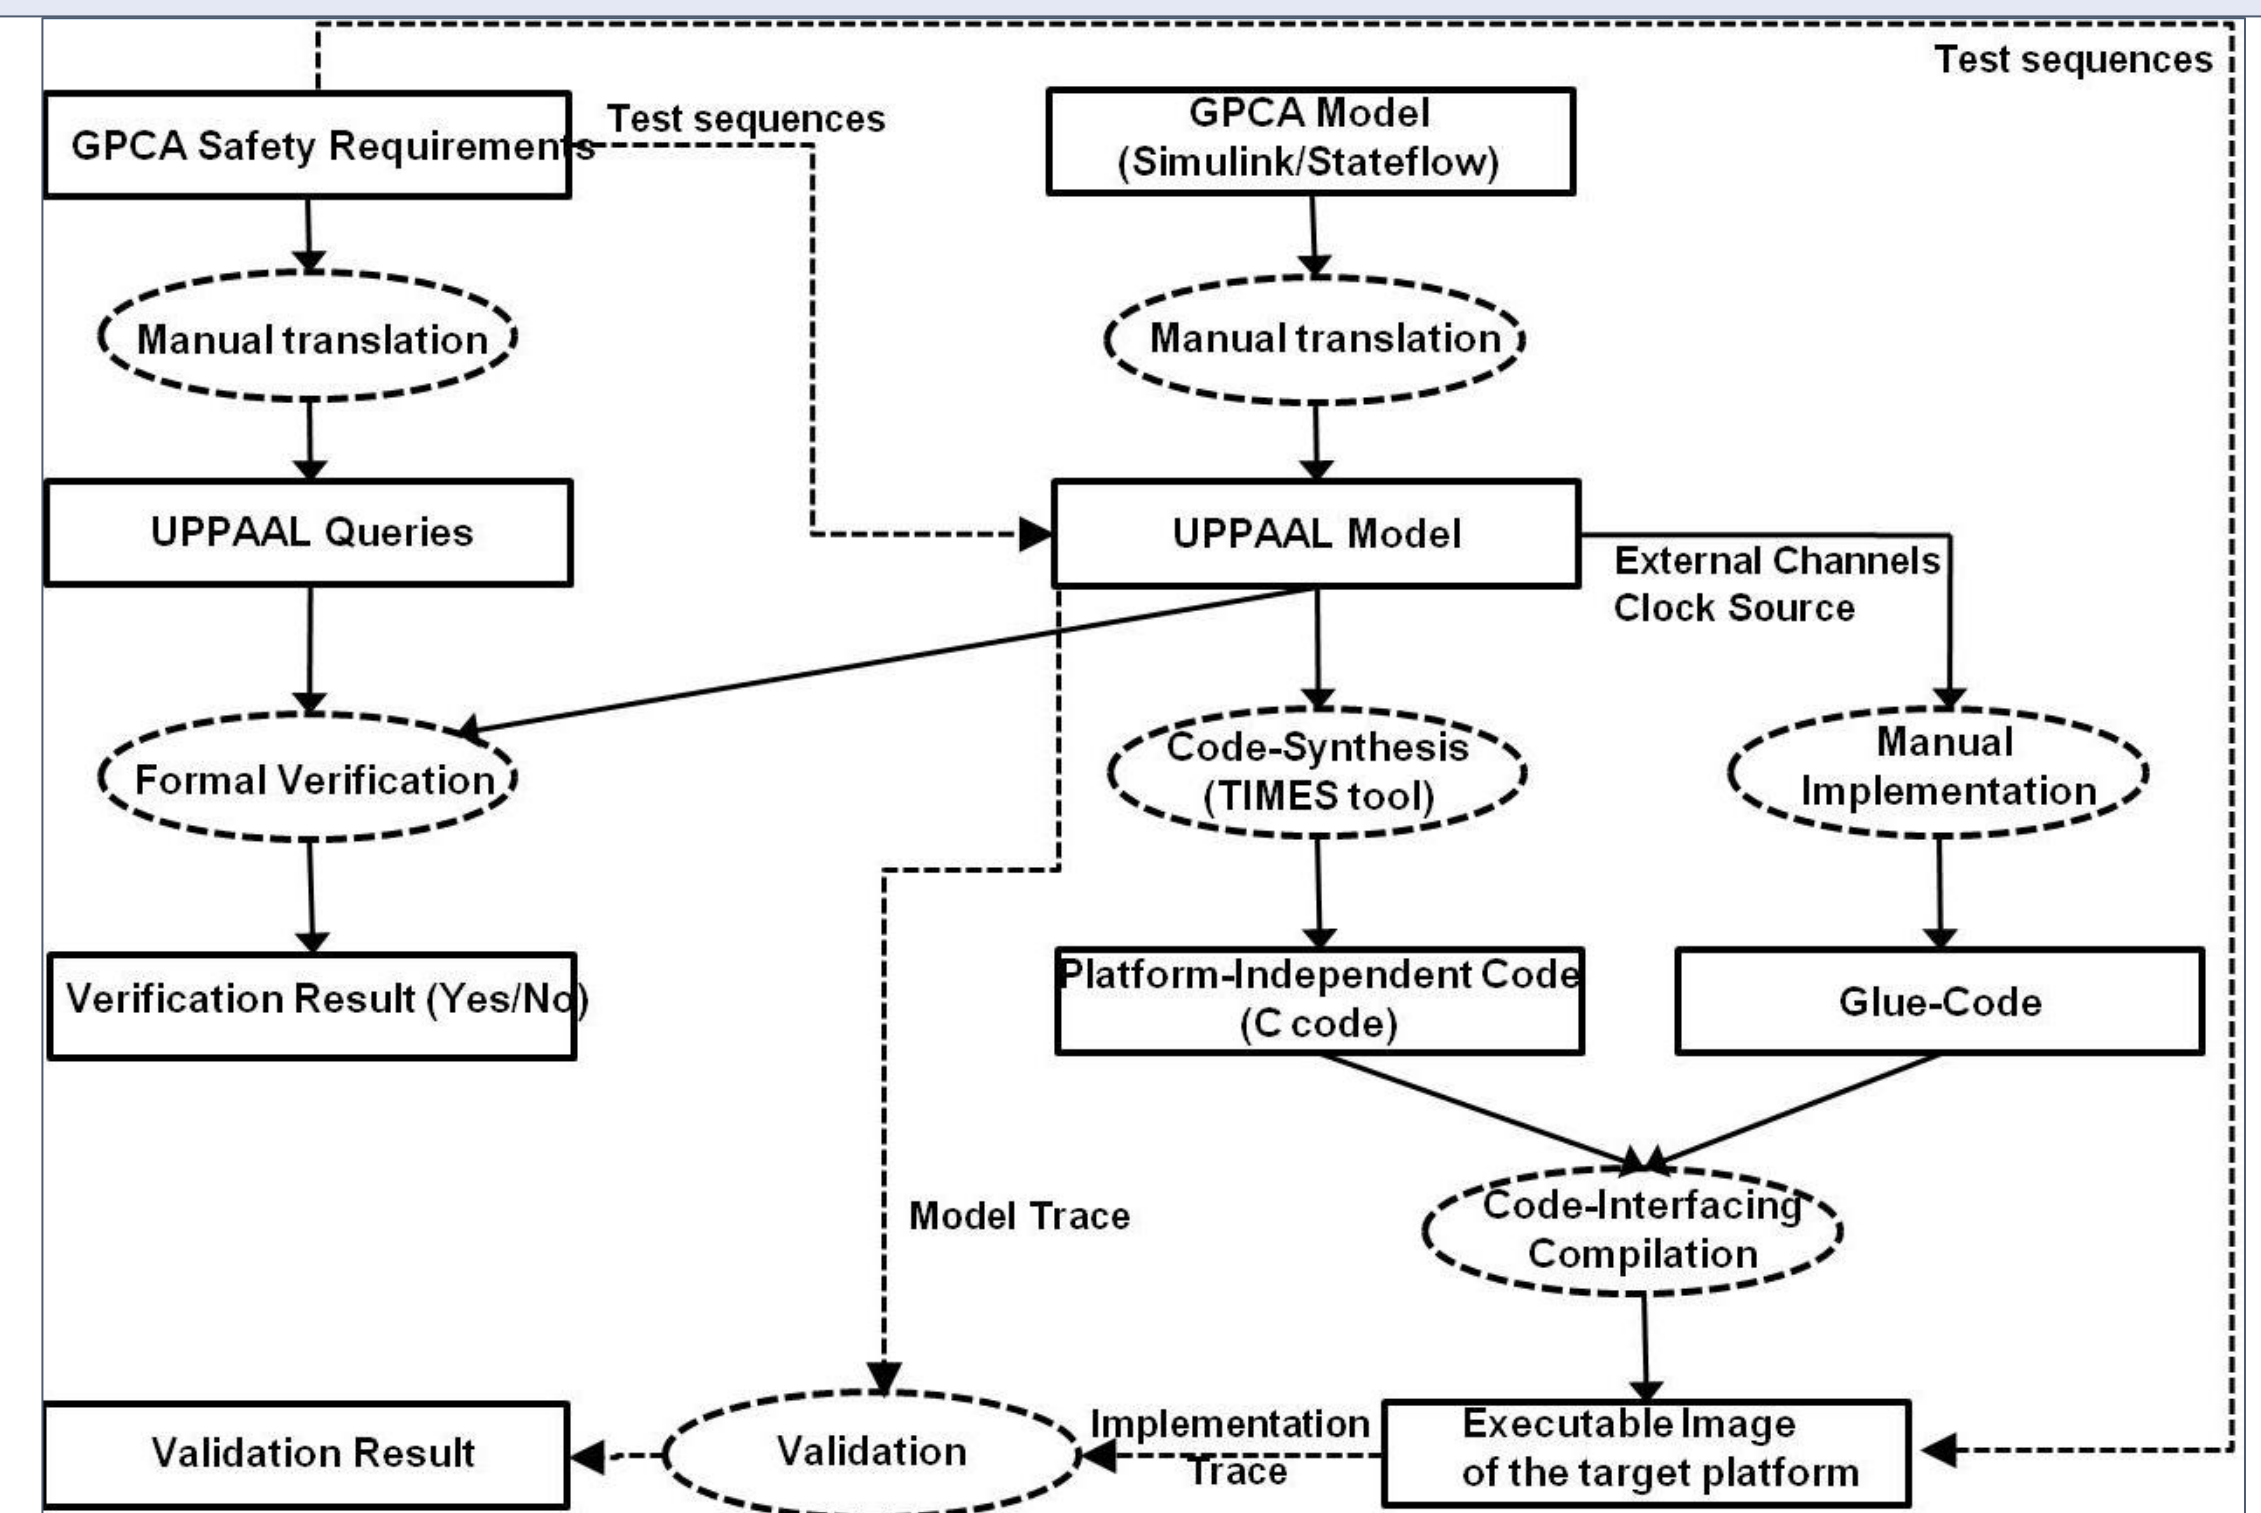 Test sequences
GPCA Safety Requirements
Test sequences
GPCA Model
(Simulink/Stateflow)
Manual translation
Manual translation
UPPAAL Queries
UPPAAL Model
External Channels
Clock Source
Formal Verification
Code-Synthesis
(TIMES tool)
Manual
Implementation
Verification Result (Yes/No)
Platform-Independent Code
(C code)
Glue-Code
Model Trace
Code-Interfacing
Compilation
Validation Result
Validation
Implementation
Trace
Executable Image
of the target platform